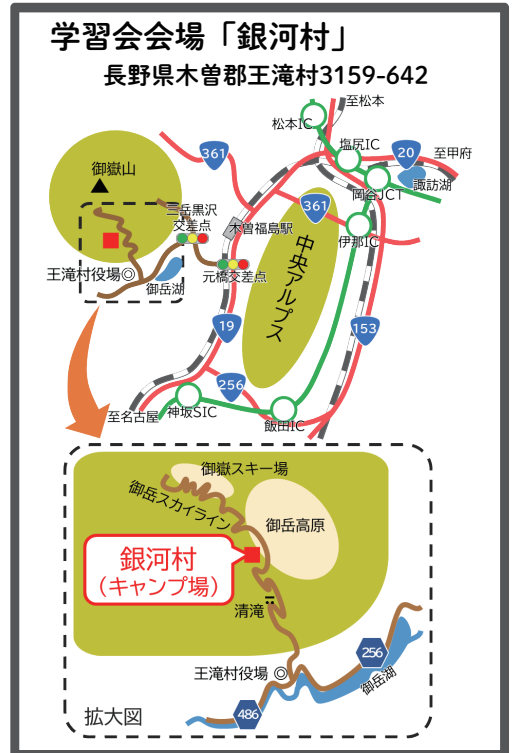 学習会会場「銀河村」
長野県木曽郡王滝村3159-642
至松本
松本IC
塩尻IC
20
至甲府
361
御嶽山
岡谷JCT
諏訪湖
三岳黒沢
交差点
361
木曽福島駅
伊那IC
王滝村役場◎
御岳湖
元橋交差点
中央アルプス
19
153
256
至名古屋
神坂SIC
飯田IC
御嶽スキー場
御岳スカイライン
御岳高原
銀河村
（キャンプ場）
清滝
王滝村役場 ◎
256
御岳湖
486
拡大図